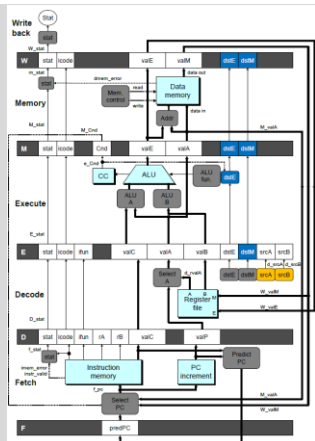 Write back
Stat
stat
W_stat
W stat icode valE valM dstE dstM
m_stat
stat
dmem_error
data out
read
write
Mem. control
Data memory
Memory
data in
Addr
M_stat
M_Cnd
M_valA
M stat icode Cnd valE valA dstE dstM
e_Cnd
CC
ALU
ALU fun.
dstE
ALU A
ALU B
Execute
E_stat
E stat icode ifun valC valA valB dstE dstM srcA srcB
d_srcA
d_srcB
Select A
d_rvalA
dstE dstM srcA srcB
A B
M
Register file
E
W_valM
W_valE
Decode
D_stat
D stat icode ifun rA rB valC valP
f_stat
stat
Predict PC
imem_error
instr_valid
Instruction memory
PC increment
Fetch
f_pc
M_valA
Select PC
W_valM
F predPC